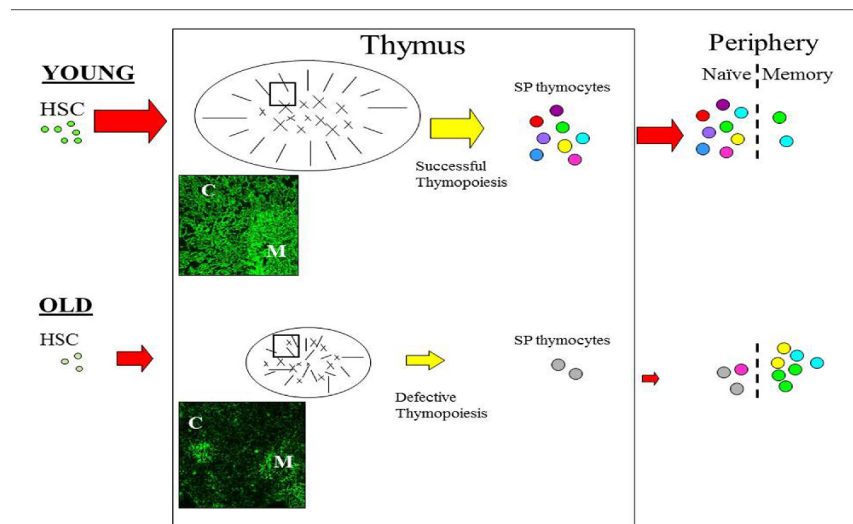 Thymus
Periphery
YOUNG
Naïve Memory
HSC
SP thymocytes
Successful
Thymopoiesis
C
M
OLD
HSC
SP thymocytes
Defective
Thymopoiesis
C
M